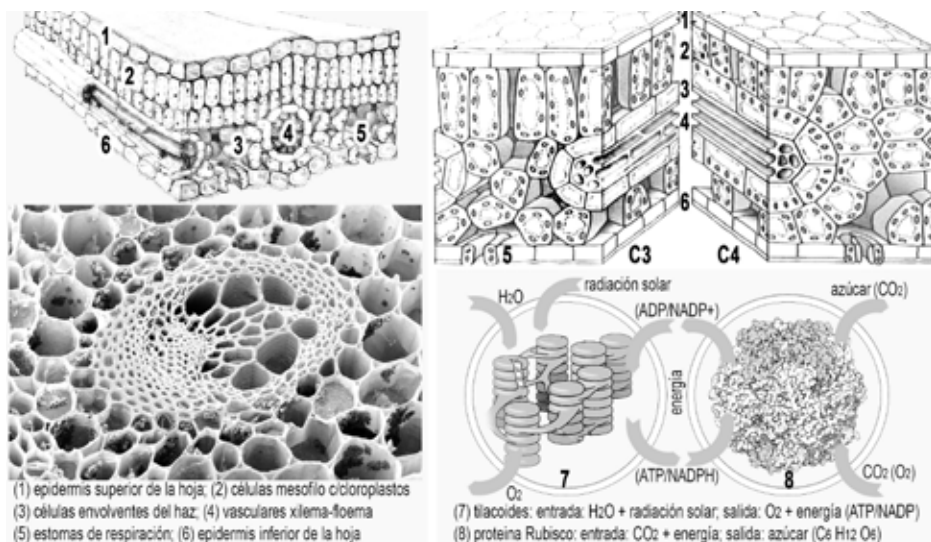 1
2
6
3
4
5
1
2
3
4
6
5
C3
C4
H2O
radiación solar
(ADP/NADP+)
azúcar (CO2)
energía
O2
7
(ATP/NADPH)
8
CO2 (O2)
(1) epidermis superior de la hoja; (2) células mesofilo c/cloroplastos
(3) células envolventes del haz; (4) vasculares xilema-floema
(5) estomas de respiración; (6) epidermis inferior de la hoja
(7) tilacoides: entrada: H2O + radiación solar; salida: O2 + energía (ATP/NADP)
(8) proteina Rubisco: entrada: CO2 + energía; salida: azúcar (C6 H12 O6)